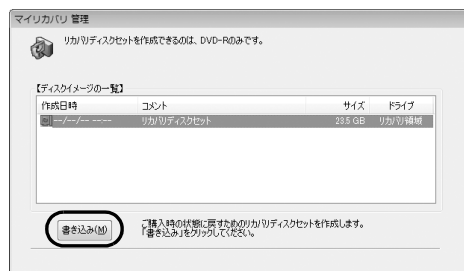 マイリカバリ 管理
リカバリディスクセットを作成できるのは、DVD-Rのみです。
【ディスクイメージの一覧】
作成日時 コメント サイズ ドライブ
--/--/-- --:-- リカバリディスクセット 23.5 GB リカバリ領域
書き込み(M)
ご購入時の状態に戻すためのリカバリディスクセットを作成します。
「書き込み」をクリックしてください。